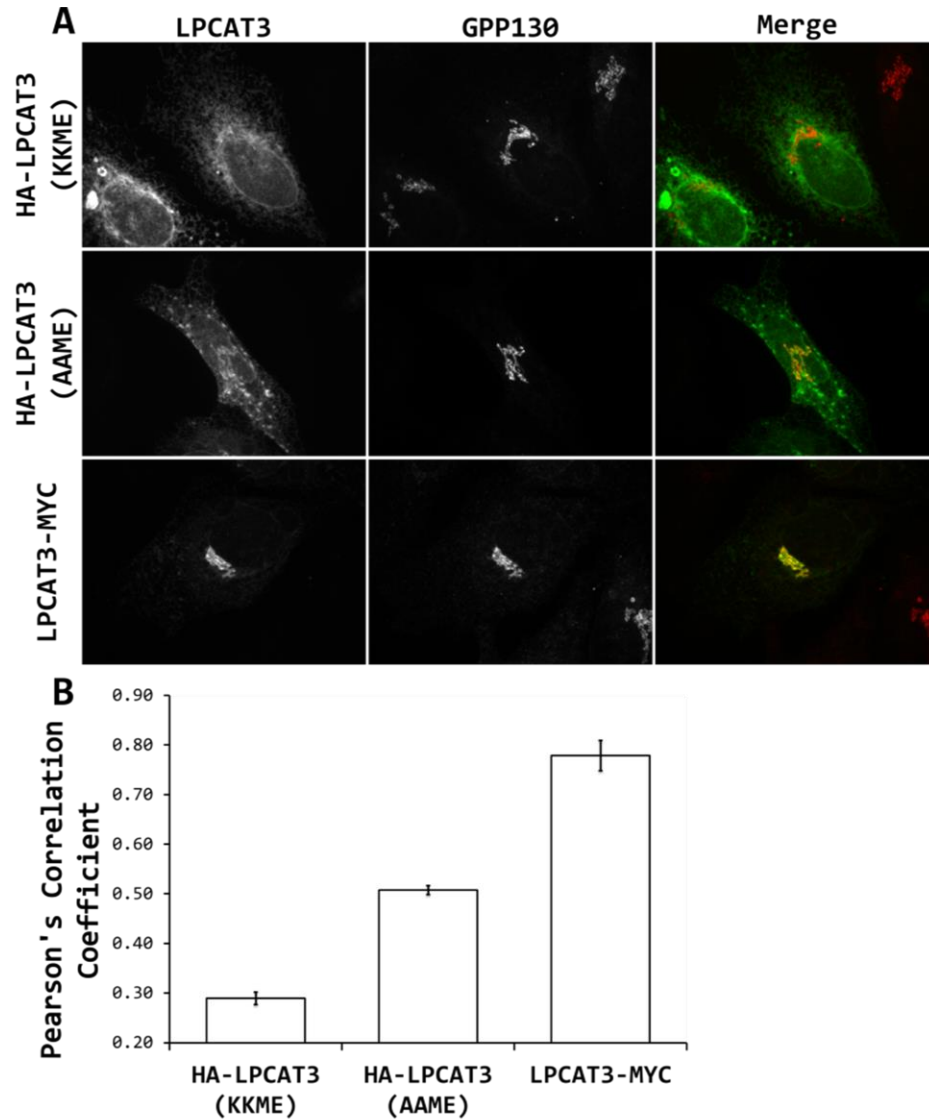 A
LPCAT3 GPP130 Merge
HA-LPCAT3
(KKME)
HA-LPCAT3
(AAME)
LPCAT3-MYC
B
Pearson's Correlation
Coefficient
0.90
0.80
0.70
0.60
0.50
0.40
0.30
0.20
HA-LPCAT3
(KKME)
HA-LPCAT3
(AAME)
LPCAT3-MYC